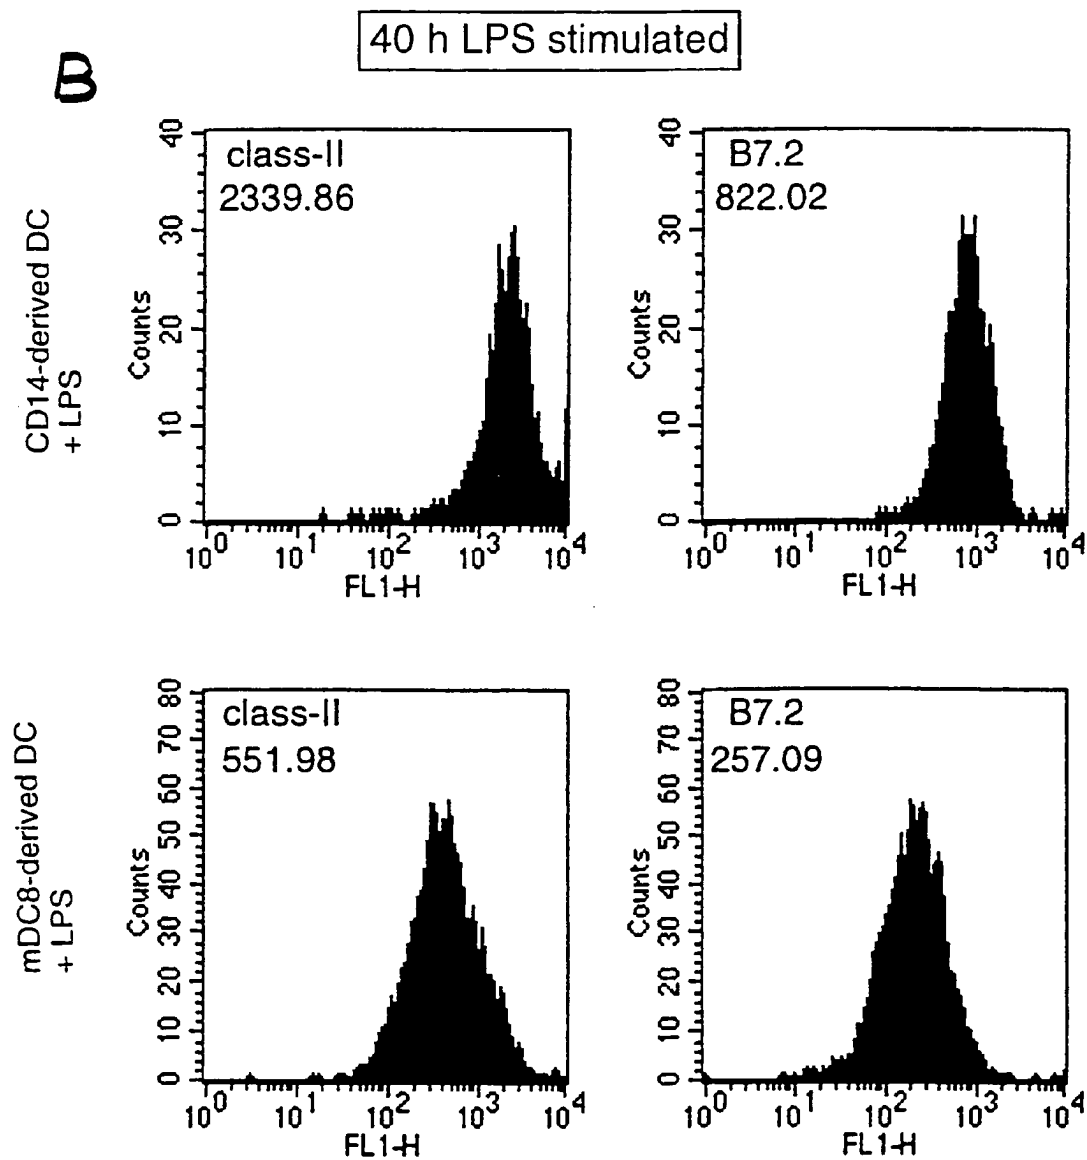 B
40 h LPS stimulated
CD14-derived DC
+ LPS
class-II
2339.86
Counts
40
30
20
10
0
10^0 10^1 10^2 10^3 10^4
FL1-H
B7.2
822.02
Counts
40
30
20
10
0
10^0 10^1 10^2 10^3 10^4
FL1-H
mDC8-derived DC
+ LPS
class-II
551.98
Counts
80
70
60
50
40
30
20
10
0
10^0 10^1 10^2 10^3 10^4
FL1-H
B7.2
257.09
Counts
80
70
60
50
40
30
20
10
0
10^0 10^1 10^2 10^3 10^4
FL1-H